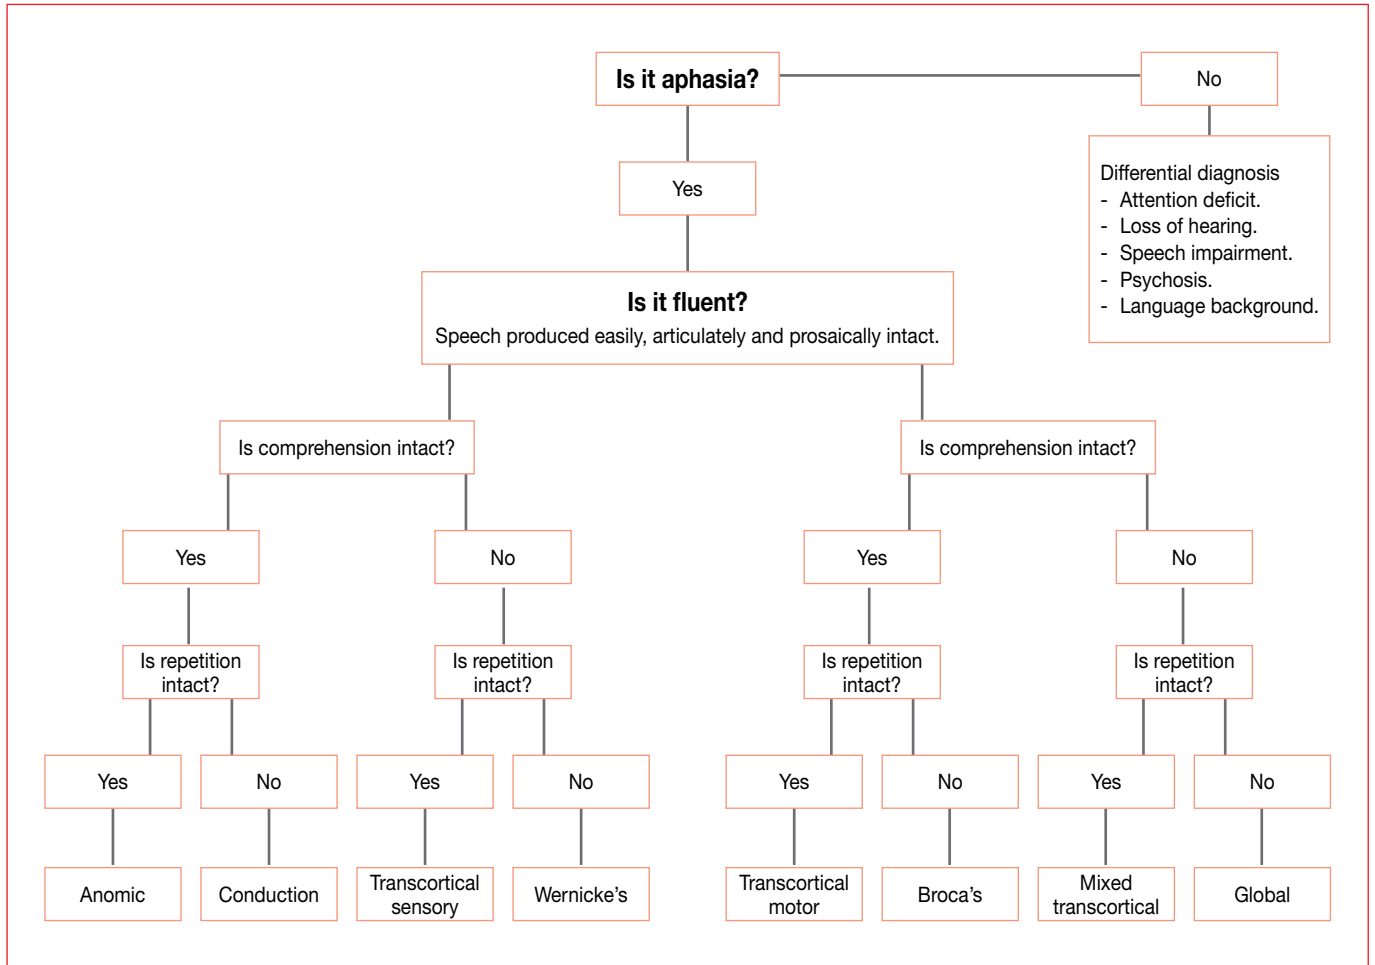 Is it aphasia?
No
Yes
Differential diagnosis
- Attention deficit.
- Loss of hearing.
- Speech impairment.
- Psychosis.
- Language background.
Is it fluent?
Speech produced easily, articulately and prosaically intact.
Is comprehension intact?
Is comprehension intact?
Yes
No
Yes
No
Is repetition
intact?
Is repetition
intact?
Is repetition
intact?
Is repetition
intact?
Yes
No
Yes
No
Yes
No
Yes
No
Anomic
Conduction
Transcortical
sensory
Wernicke’s
Transcortical
motor
Broca’s
Mixed
transcortical
Global